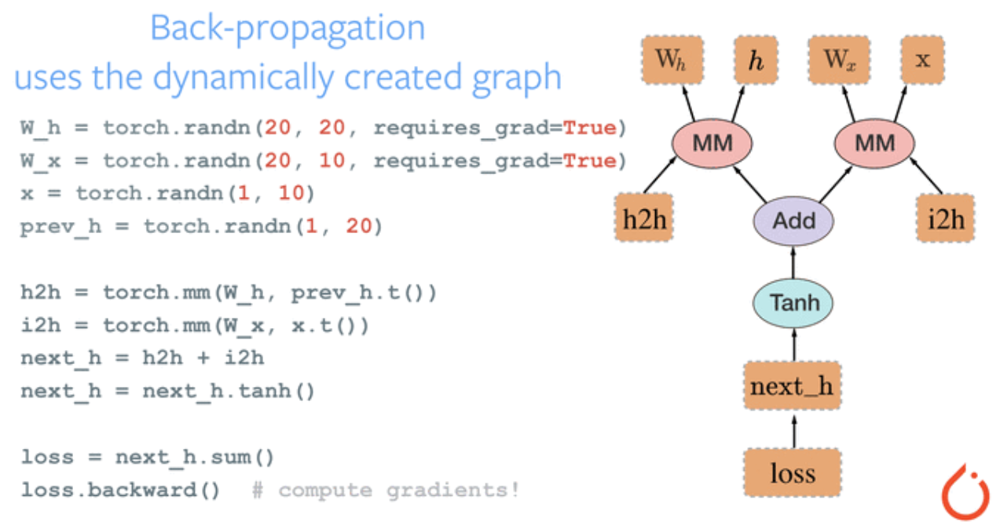 Back-propagation
uses the dynamically created graph
W_h = torch.randn(20, 20, requires_grad=True)
W_x = torch.randn(20, 10, requires_grad=True)
x = torch.randn(1, 10)
prev_h = torch.randn(1, 20)
h2h = torch.mm(W_h, prev_h.t())
i2h = torch.mm(W_x, x.t())
next_h = h2h + i2h
next_h = next_h.tanh()
loss = next_h.sum()
loss.backward()  # compute gradients!
Wₕ h Wₓ x
MM MM
h2h Add i2h
Tanh
next_h
loss